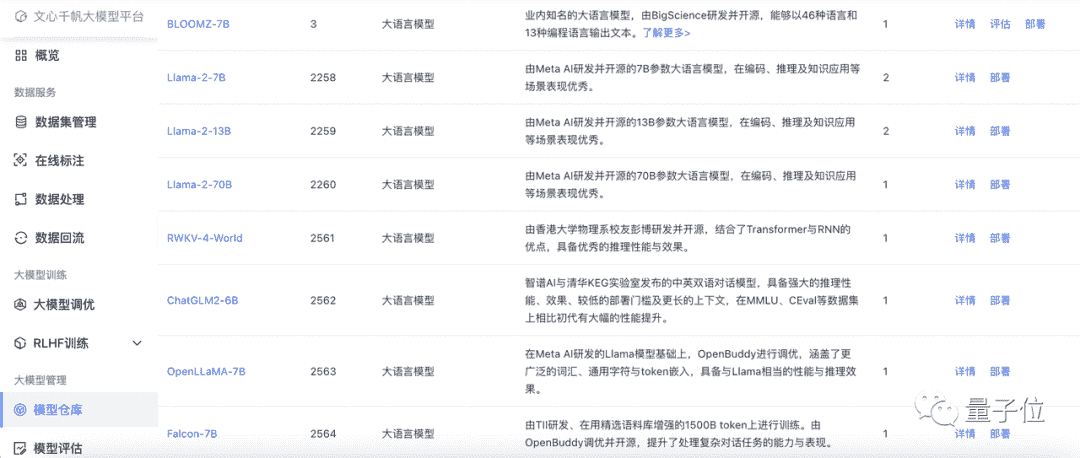 文心千帆大模型平台
概览
数据服务
数据集管理
在线标注
数据处理
数据回流
大模型训练
大模型调优
RLHF训练
大模型管理
模型仓库
模型评估
BLOOMZ-7B
3
大语言模型
业内知名的大语言模型，由BigScience研发并开源，能够以46种语言和
13种编程语言输出文本。了解更多>
1
详情 评估 部署
Llama-2-7B
2258
大语言模型
由Meta AI研发并开源的7B参数大语言模型，在编码、推理及知识应用等
场景表现优秀。
2
详情 部署
Llama-2-13B
2259
大语言模型
由Meta AI研发并开源的13B参数大语言模型，在编码、推理及知识应用
等场景表现优秀。
2
详情 部署
Llama-2-70B
2260
大语言模型
由Meta AI研发并开源的70B参数大语言模型，在编码、推理及知识应用
等场景表现优秀。
1
详情 部署
RWKV-4-World
2561
大语言模型
由香港大学物理系校友彭博研发并开源，结合了Transformer与RNN的
优点，具备优秀的推理性能与效果。
1
详情 部署
ChatGLM2-6B
2562
大语言模型
智谱AI与清华KEG实验室发布的中英双语对话模型，具备强大的推理性
能、效果、较低的部署门槛及更长的上下文，在MMLU、CEval等数据集
上相比初代有大幅的性能提升。
1
详情 部署
OpenLLaMA-7B
2563
大语言模型
在Meta AI研发的Llama模型基础上，OpenBuddy进行调优，涵盖了更
广泛的词汇、通用字符与token嵌入，具备与Llama相当的性能与推理效
果。
1
详情 部署
Falcon-7B
2564
大语言模型
由TII研发、在用精选语料库增强的1500B token上进行训练。由
OpenBuddy调优并开源，提升了处理复杂对话任务的能力与表现。
1
详情 部署
量子位